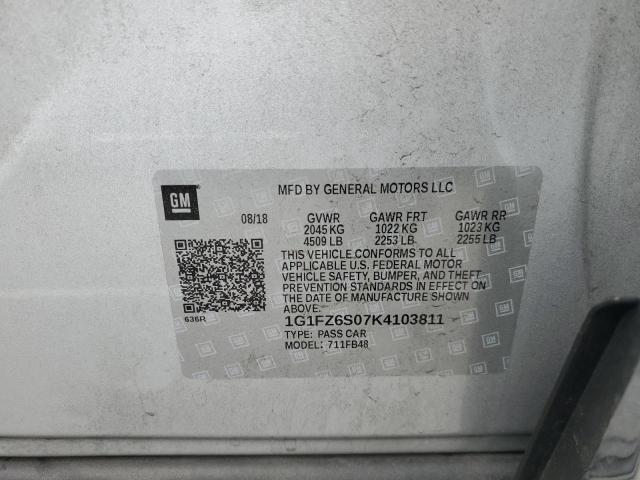 GM
MFD BY GENERAL MOTORS LLC
08/18 GVWR GAWR FRT GAWR RR
2045 KG 1022 KG 1023 KG
4509 LB 2253 LB 2255 LB
THIS VEHICLE CONFORMS TO ALL
APPLICABLE U.S. FEDERAL MOTOR
VEHICLE SAFETY, BUMPER, AND THEFT
PREVENTION STANDARDS IN EFFECT ON
THE DATE OF MANUFACTURE SHOWN
ABOVE.
636R
1G1FZ6S07K4103811
TYPE: PASS CAR
MODEL: 711FB48